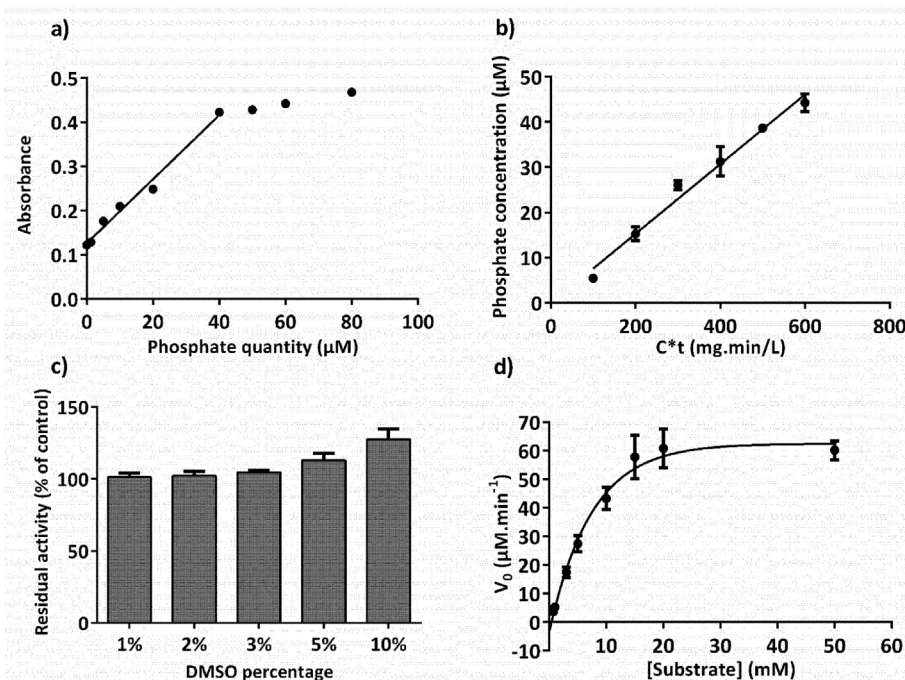 a)
0.5
0.4
0.3
0.2
0.1
0.0
Absorbance
0 20 40 60 80 100
Phosphate quantity (µM)
b)
50
40
30
20
10
0
Phosphate concentration (µM)
0 200 400 600 800
C*t (mg.min/L)
c)
150
100
50
0
Residual activity (% of control)
1% 2% 3% 5% 10%
DMSO percentage
d)
70
60
50
40
30
20
10
0
-10
V0 (µM.min-1)
10 20 30 40 50 60
[Substrate] (mM)